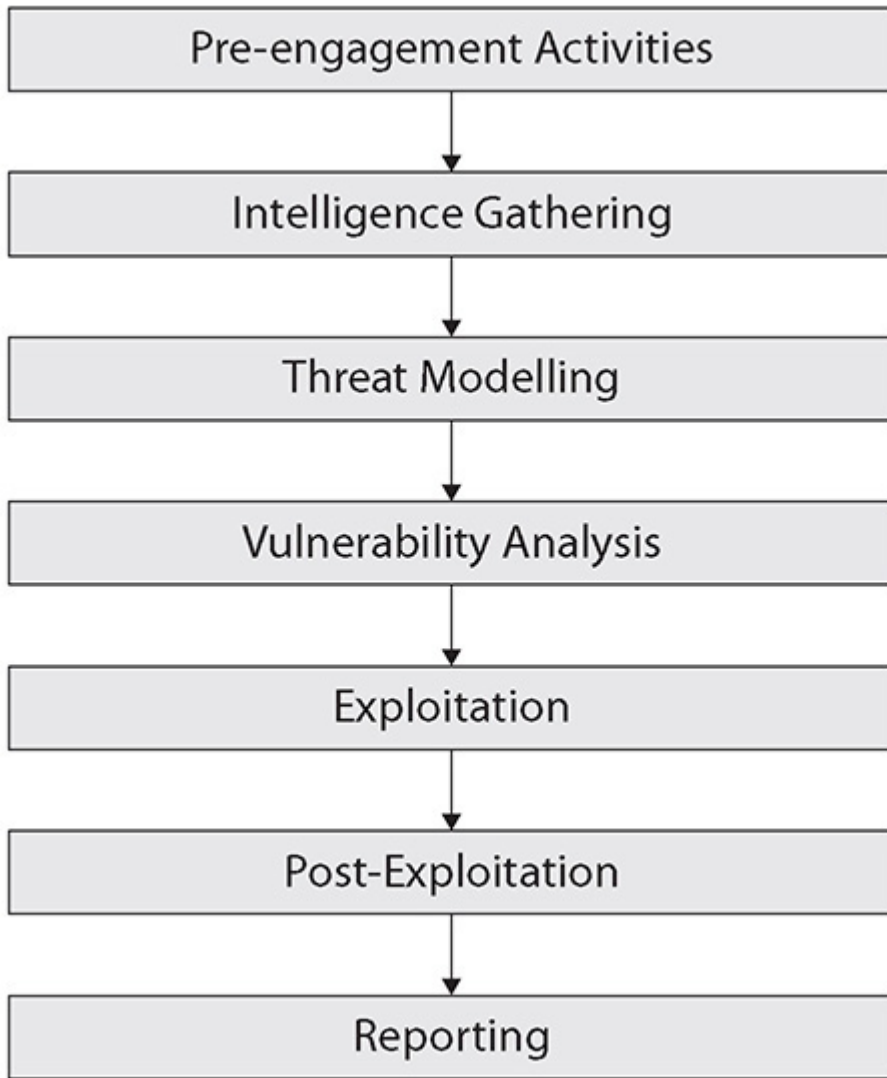 Pre-engagement Activities
Intelligence Gathering
Threat Modelling
Vulnerability Analysis
Exploitation
Post-Exploitation
Reporting